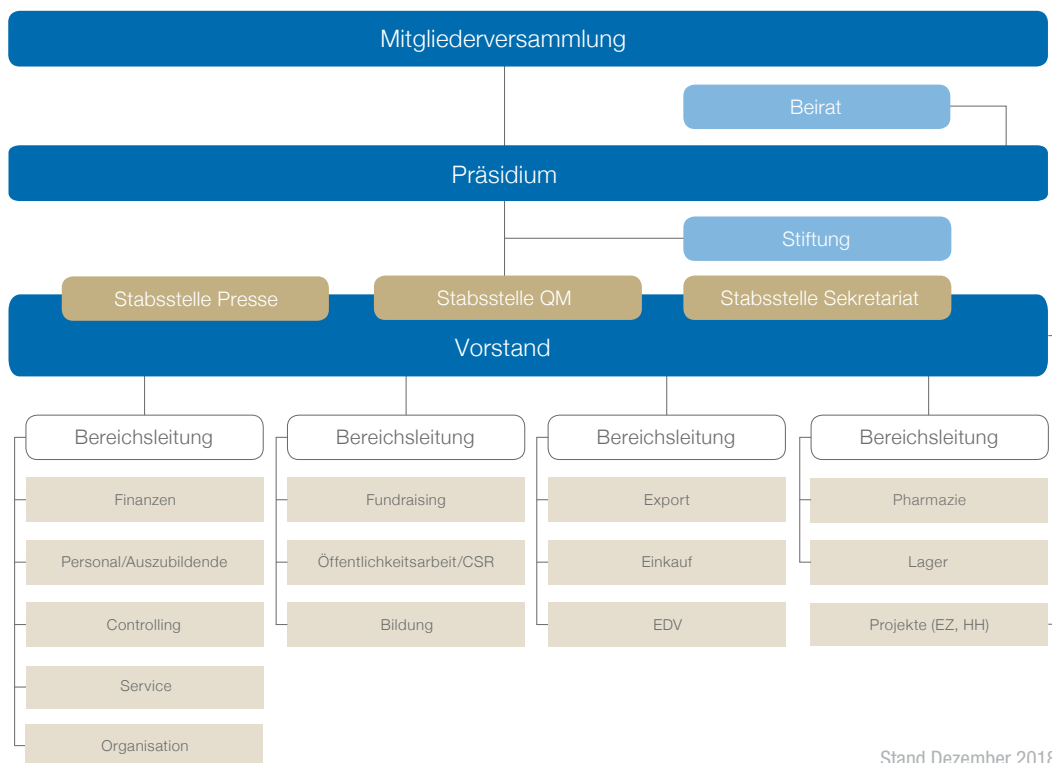 Mitgliederversammlung
Beirat
Präsidium
Stiftung
Stabsstelle Presse
Stabsstelle QM
Stabsstelle Sekretariat
Vorstand
Bereichsleitung
Bereichsleitung
Bereichsleitung
Bereichsleitung
Finanzen
Fundraising
Export
Pharmazie
Personal/Auszubildende
Öffentlichkeitsarbeit/CSR
Einkauf
Lager
Controlling
Bildung
EDV
Projekte (EZ, HH)
Service
Organisation
Stand Dezember 2018